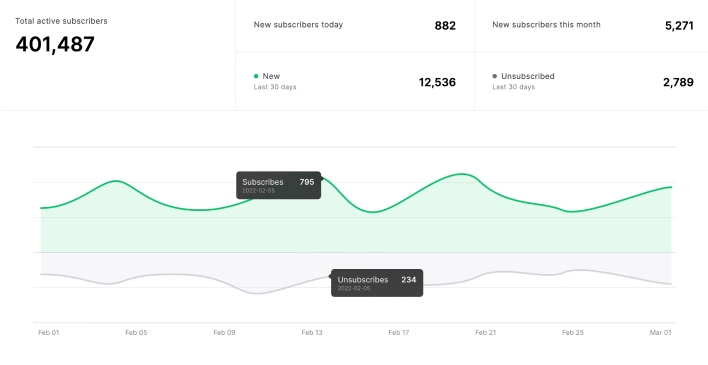 Total active subscribers
401,487
New subscribers today
882
New subscribers this month
5,271
New
Last 30 days
12,536
Unsubscribed
Last 30 days
2,789
Subscribes 795
2022-02-05
Unsubscribes 234
2022-02-05
Feb 01 Feb 05 Feb 09 Feb 13 Feb 17 Feb 21 Feb 25 Mar 01